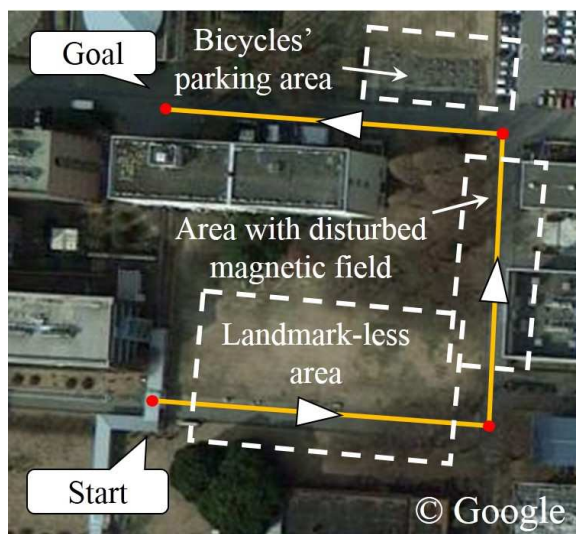 Goal
Bicycles’
parking area
Area with disturbed
magnetic field
Landmark-less
area
Start
© Google